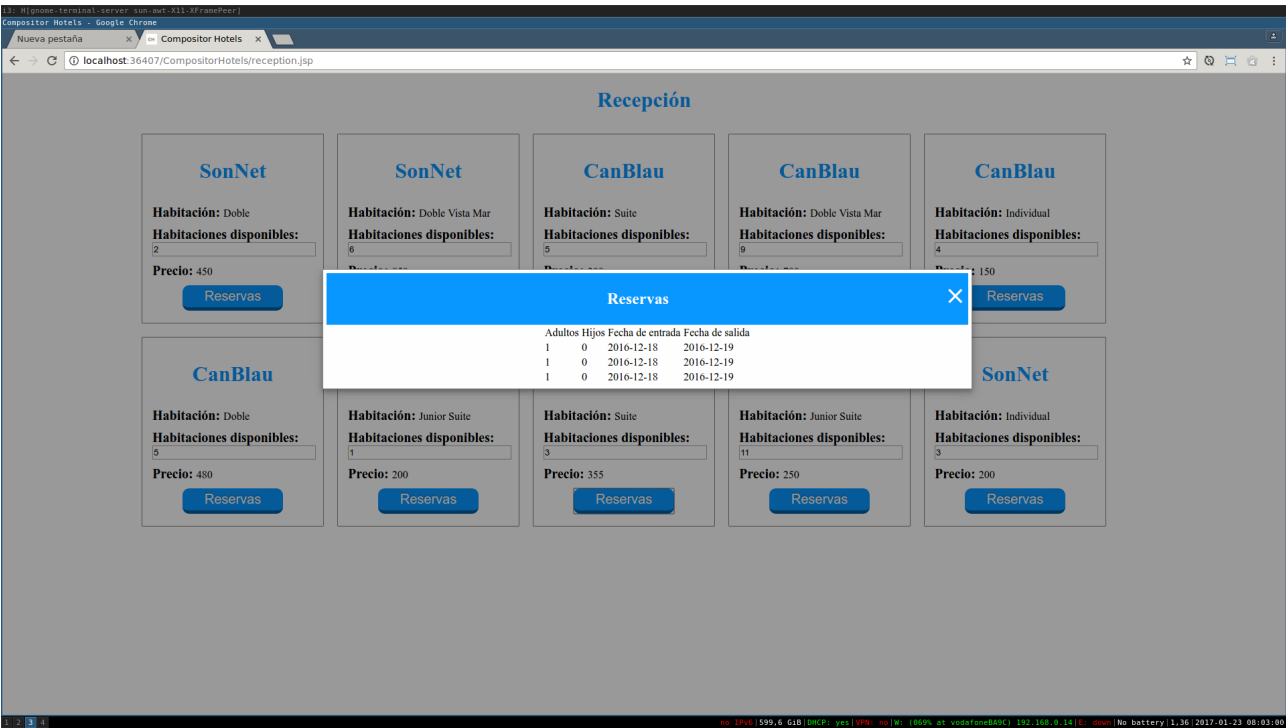 i3: H[gnome-terminal-server sun-awt-X11-XFramePeer]
Compositor Hotels - Google Chrome
Nueva pestaña × Compositor Hotels ×
localhost:36407/CompositorHotels/reception.jsp
Recepción
SonNet SonNet CanBlau CanBlau CanBlau
Habitación: Doble Habitación: Doble Vista Mar Habitación: Suite Habitación: Doble Vista Mar Habitación: Individual
Habitaciones disponibles: Habitaciones disponibles: Habitaciones disponibles: Habitaciones disponibles: Habitaciones disponibles:
2 6 5 9 4
Precio: 450 Precio: 150
Reservas Reservas
Reservas ×
Adultos Hijos Fecha de entrada Fecha de salida
1 0 2016-12-18 2016-12-19
1 0 2016-12-18 2016-12-19
1 0 2016-12-18 2016-12-19
CanBlau SonNet
Habitación: Doble Habitación: Junior Suite Habitación: Suite Habitación: Junior Suite Habitación: Individual
Habitaciones disponibles: Habitaciones disponibles: Habitaciones disponibles: Habitaciones disponibles: Habitaciones disponibles:
5 1 3 11 3
Precio: 480 Precio: 200 Precio: 355 Precio: 250 Precio: 200
Reservas Reservas Reservas Reservas Reservas
1 2 3 4 no IPv6|599,6 GiB|DHCP: yes|VPN: no|W: (069% at vodafoneBA9C) 192.168.0.14|E: down|No battery|1,36|2017-01-23 08:03:00